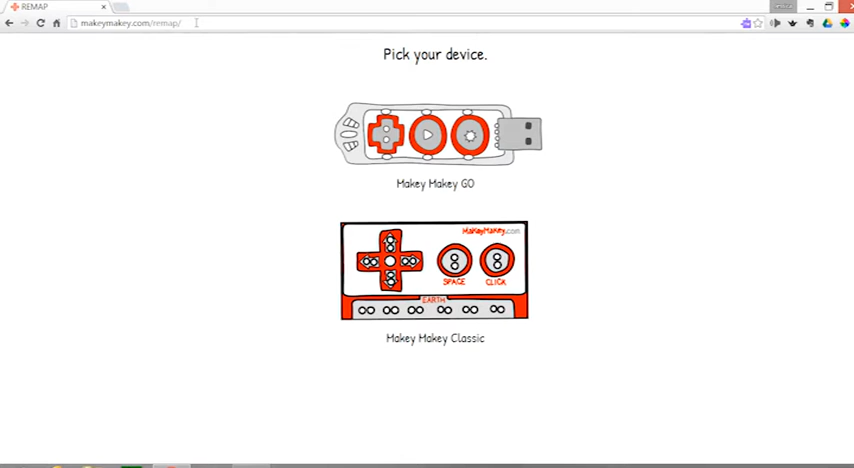 REMAP
makeymakey.com/remap/
Pick your device.
Makey Makey GO
MaKeyMaKey.com
SPACE
CLICK
EARTH
Makey Makey Classic